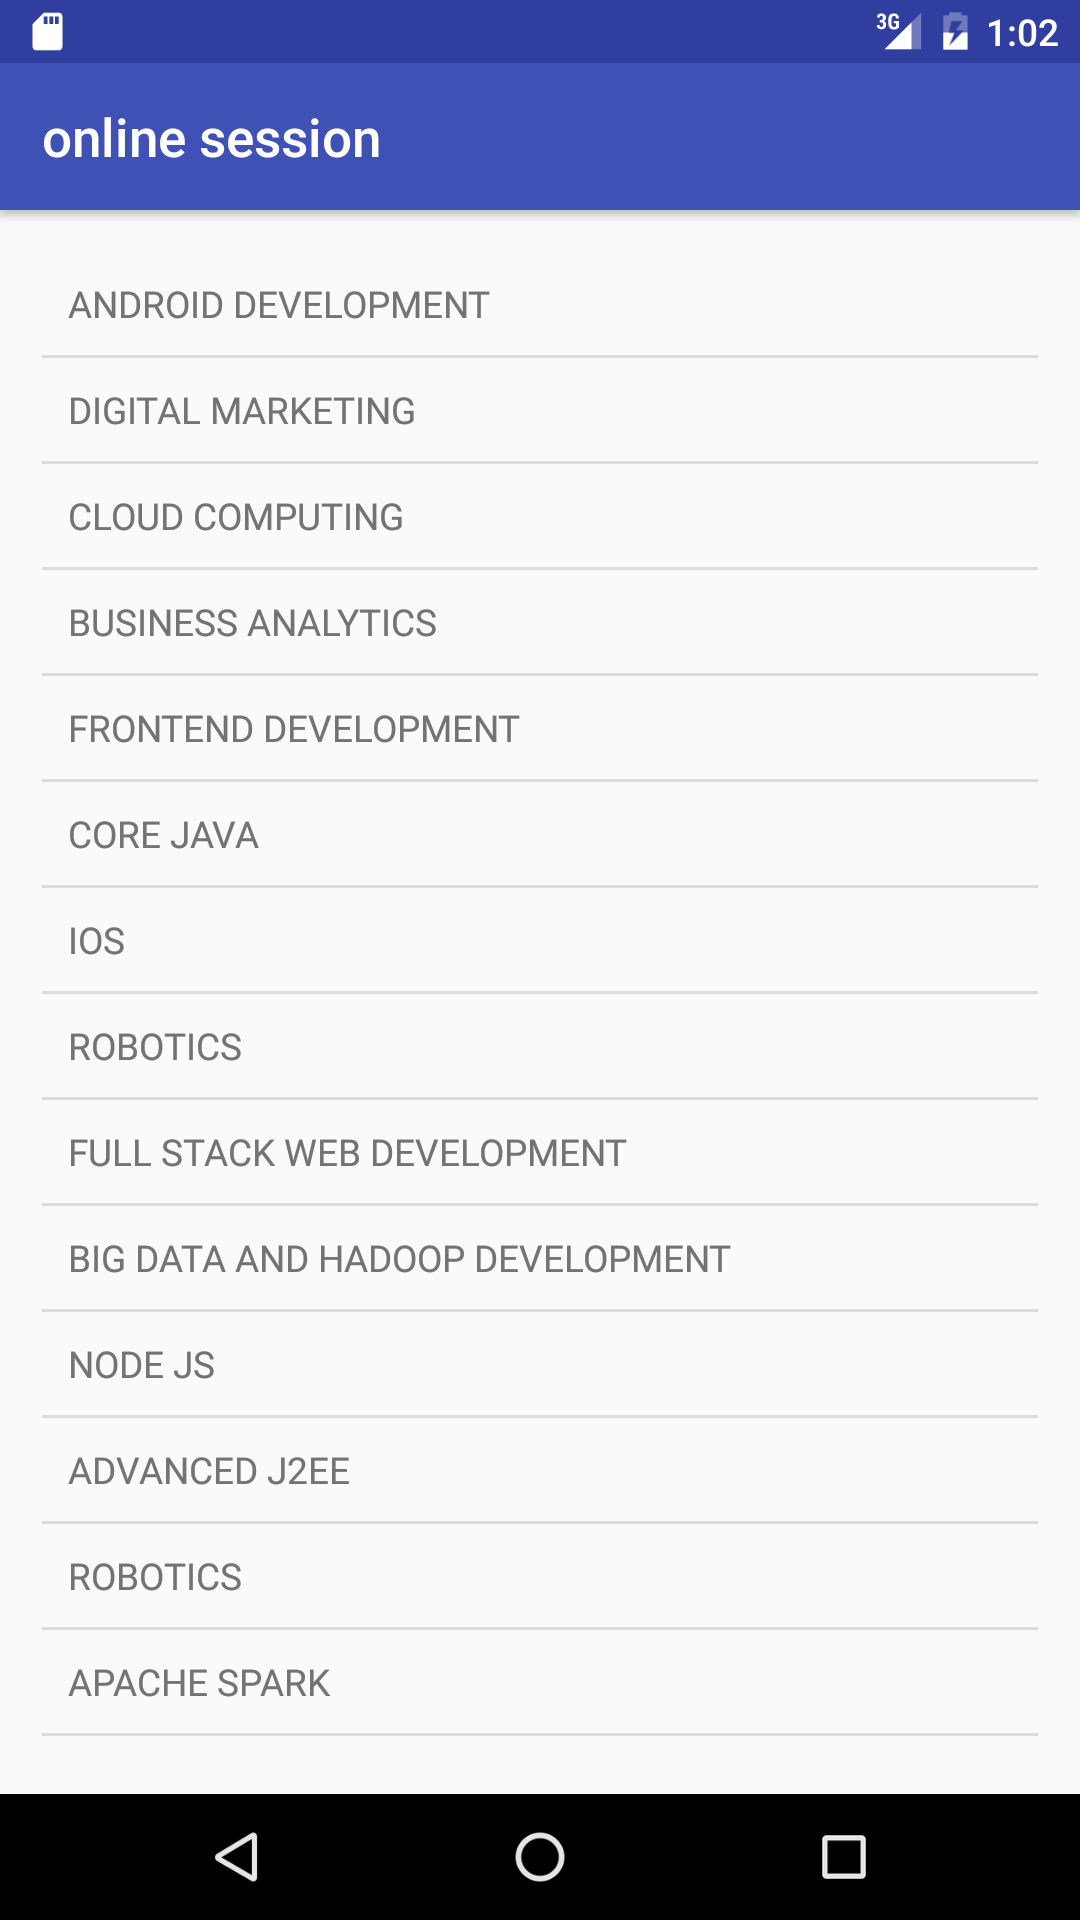 3G 1:02
online session
ANDROID DEVELOPMENT
DIGITAL MARKETING
CLOUD COMPUTING
BUSINESS ANALYTICS
FRONTEND DEVELOPMENT
CORE JAVA
IOS
ROBOTICS
FULL STACK WEB DEVELOPMENT
BIG DATA AND HADOOP DEVELOPMENT
NODE JS
ADVANCED J2EE
ROBOTICS
APACHE SPARK